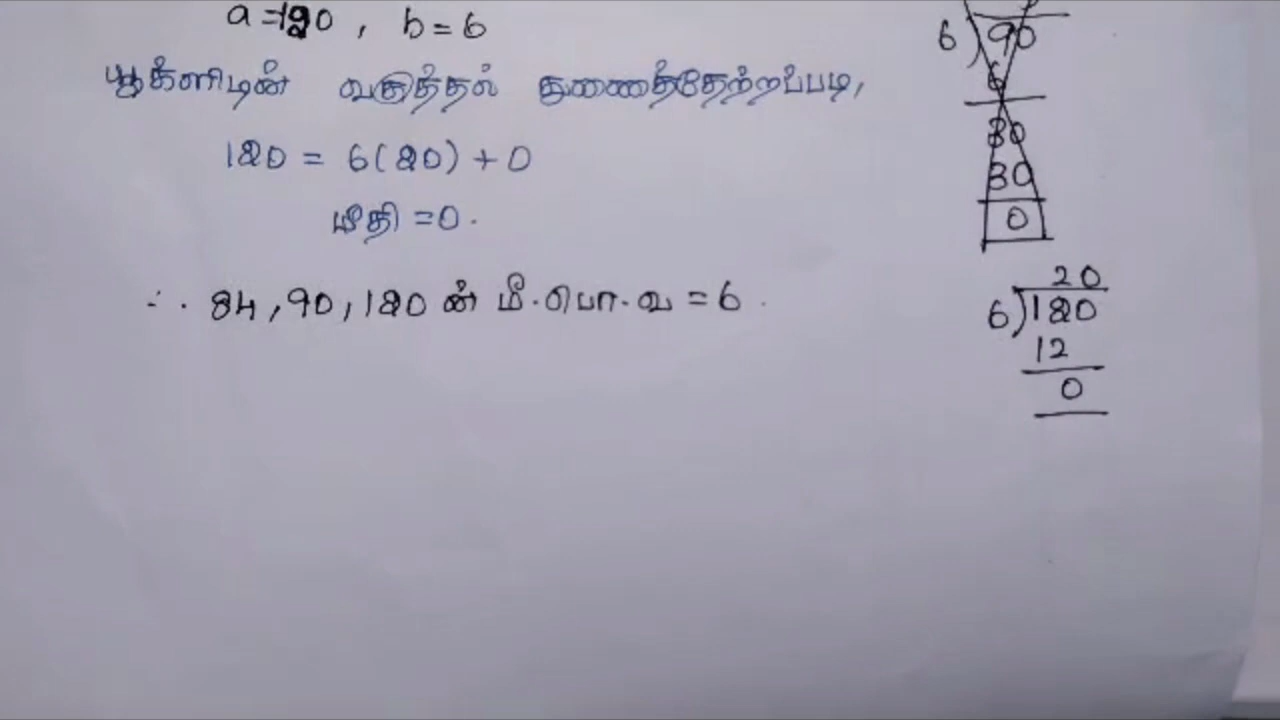 a = 120 , b = 6
யூக்ளிடின் வகுத்தல் துணைத்தேற்றப்படி,
120 = 6(20) + 0
மீதி = 0.
∴ 84, 90, 120 ன் மீ.பொ.வ = 6.
6) 90
6
30
30
0
20
6) 120
12
0